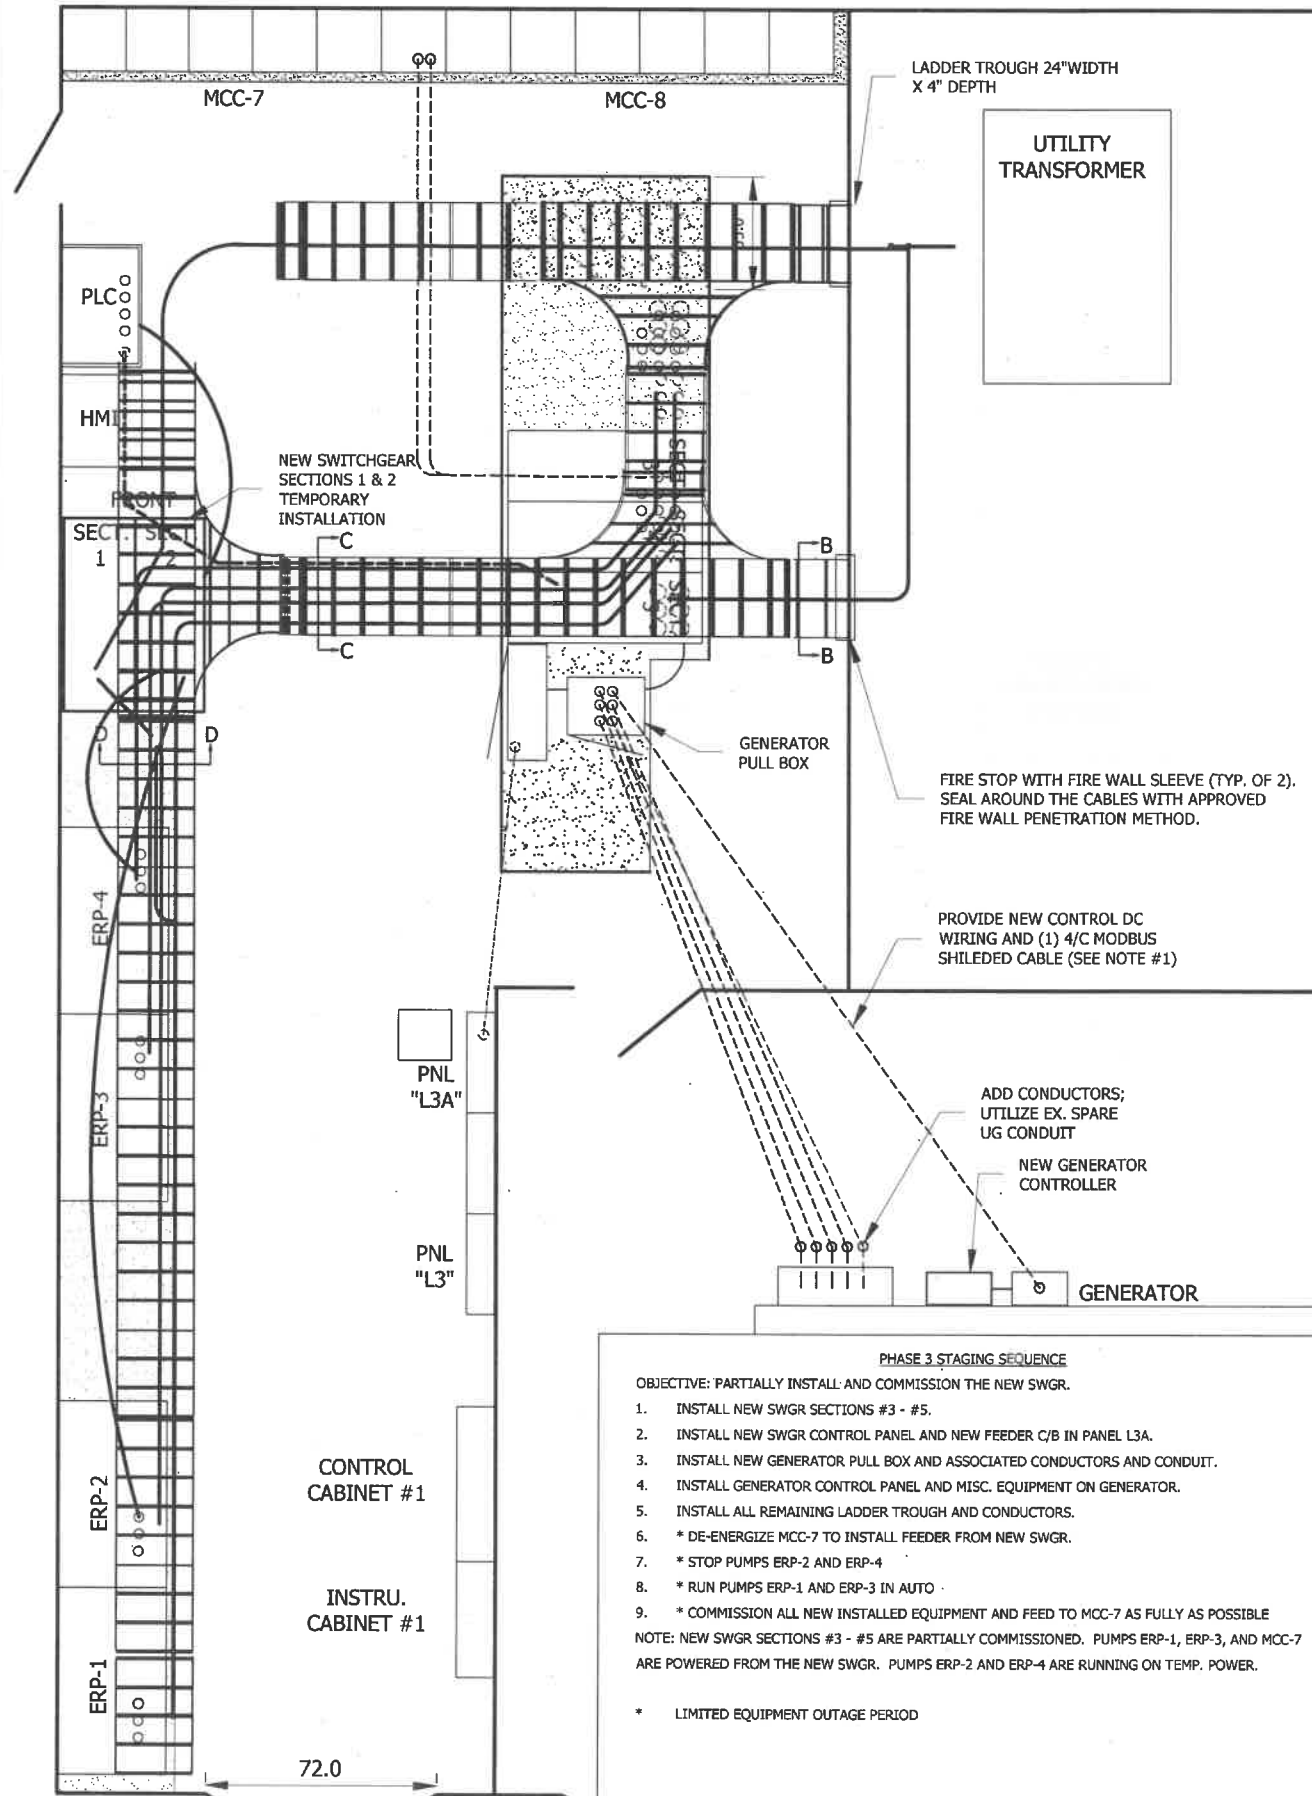 MCC-7
MCC-8
LADDER TROUGH 24"WIDTH
X 4" DEPTH
UTILITY
TRANSFORMER
PLC
HMI
NEW SWITCHGEAR
SECTIONS 1 & 2
TEMPORARY
INSTALLATION
FRONT
SECT. SECT.
1 2
C
C
B
B
D
D
GENERATOR
PULL BOX
FIRE STOP WITH FIRE WALL SLEEVE (TYP. OF 2).
SEAL AROUND THE CABLES WITH APPROVED
FIRE WALL PENETRATION METHOD.
ERP-4
PROVIDE NEW CONTROL DC
WIRING AND (1) 4/C MODBUS
SHILEDED CABLE (SEE NOTE #1)
PNL
"L3A"
ERP-3
ADD CONDUCTORS;
UTILIZE EX. SPARE
UG CONDUIT
NEW GENERATOR
CONTROLLER
PNL
"L3"
GENERATOR
ERP-2
CONTROL
CABINET #1
INSTRU.
CABINET #1
ERP-1
72.0
PHASE 3 STAGING SEQUENCE
OBJECTIVE: PARTIALLY INSTALL AND COMMISSION THE NEW SWGR.
1. INSTALL NEW SWGR SECTIONS #3 - #5.
2. INSTALL NEW SWGR CONTROL PANEL AND NEW FEEDER C/B IN PANEL L3A.
3. INSTALL NEW GENERATOR PULL BOX AND ASSOCIATED CONDUCTORS AND CONDUIT.
4. INSTALL GENERATOR CONTROL PANEL AND MISC. EQUIPMENT ON GENERATOR.
5. INSTALL ALL REMAINING LADDER TROUGH AND CONDUCTORS.
6. * DE-ENERGIZE MCC-7 TO INSTALL FEEDER FROM NEW SWGR.
7. * STOP PUMPS ERP-2 AND ERP-4
8. * RUN PUMPS ERP-1 AND ERP-3 IN AUTO
9. * COMMISSION ALL NEW INSTALLED EQUIPMENT AND FEED TO MCC-7 AS FULLY AS POSSIBLE
NOTE: NEW SWGR SECTIONS #3 - #5 ARE PARTIALLY COMMISSIONED. PUMPS ERP-1, ERP-3, AND MCC-7
ARE POWERED FROM THE NEW SWGR. PUMPS ERP-2 AND ERP-4 ARE RUNNING ON TEMP. POWER.
* LIMITED EQUIPMENT OUTAGE PERIOD